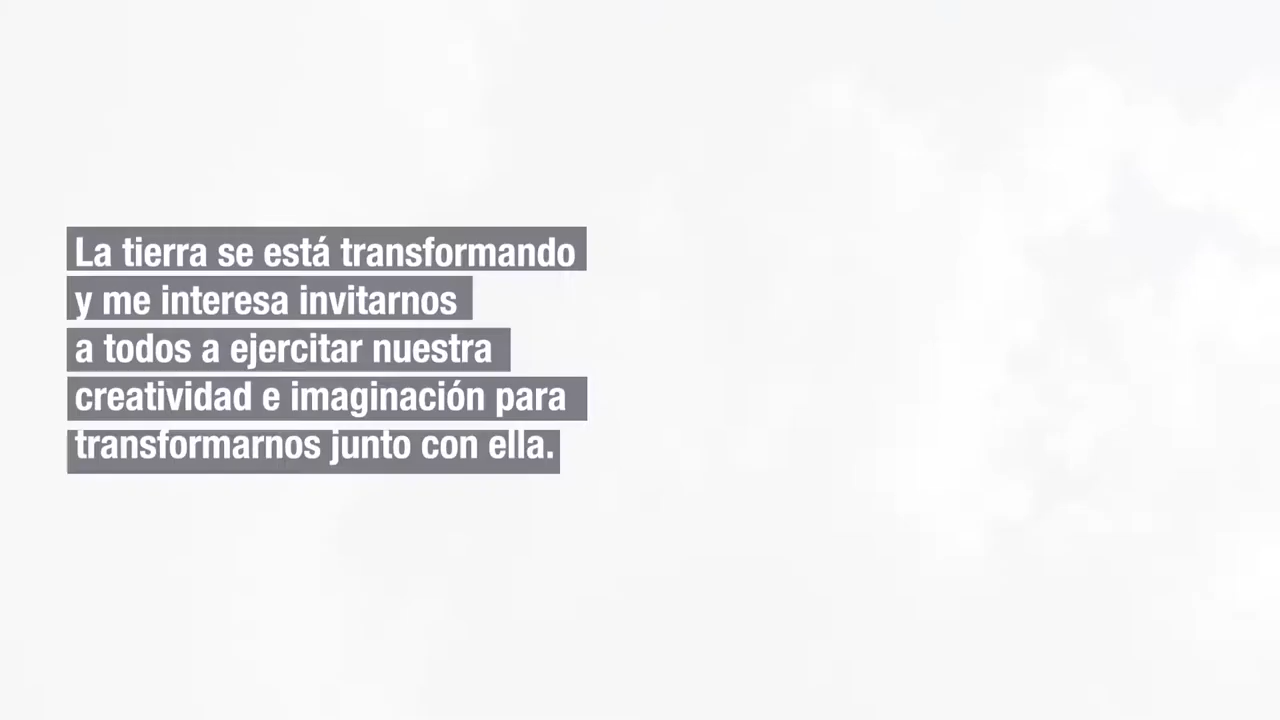 La tierra se está transformando
y me interesa invitarnos
a todos a ejercitar nuestra
creatividad e imaginación para
transformarnos junto con ella.